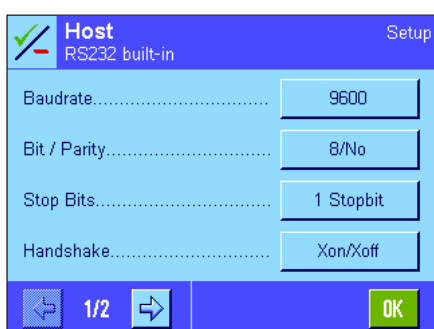 Host
Setup
RS232 built-in
Baudrate.............................. 9600
Bit / Parity............................ 8/No
Stop Bits.............................. 1 Stopbit
Handshake........................... Xon/Xoff
1/2
OK